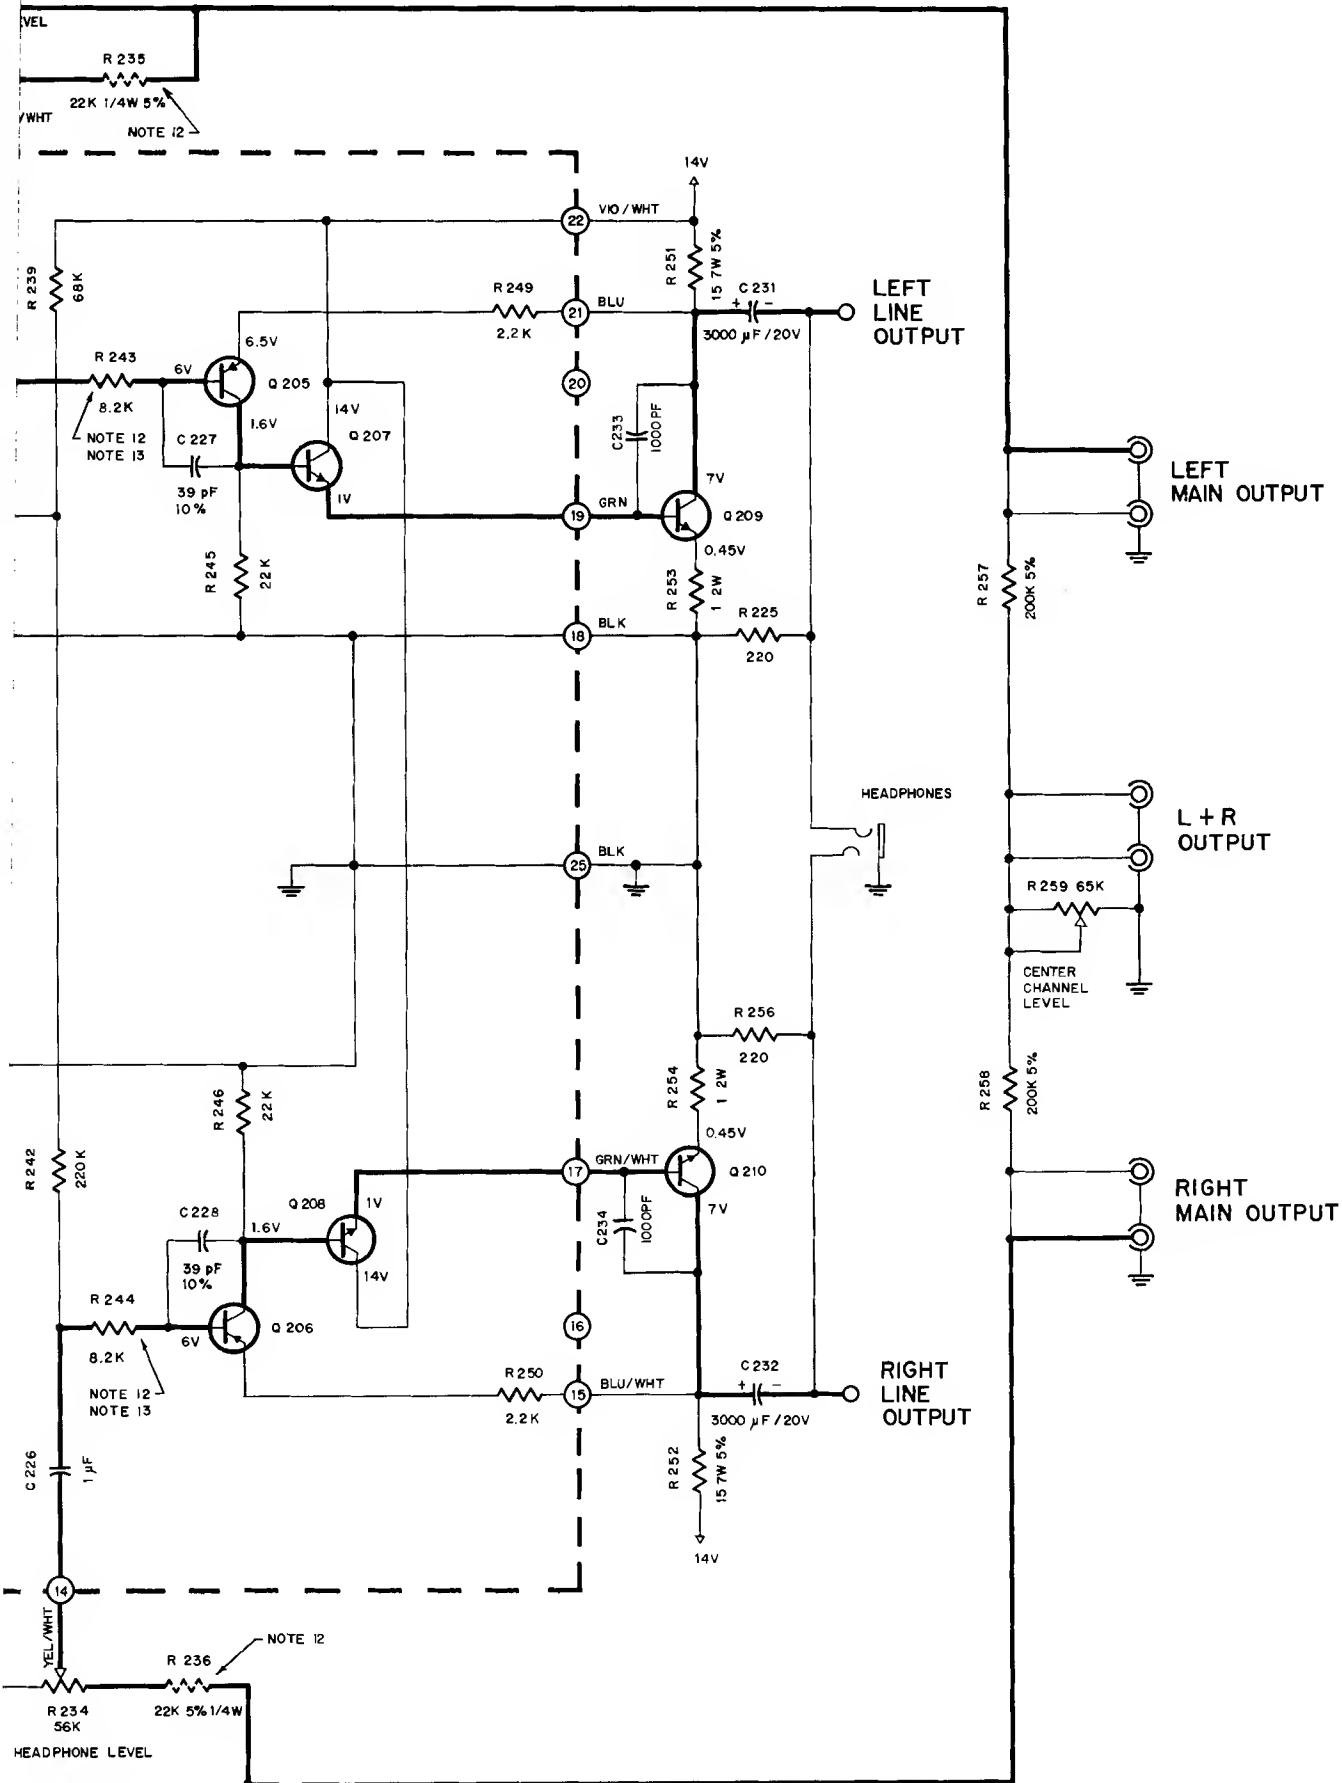 VEL
R 235
22K 1/4W 5%
/WHT
NOTE 12
14V
22
VIO/WHT
R 239
68K
R 251
15 7W 5%
R 249
2.2K
21
BLU
C 231
+ -
3000 µF/20V
LEFT
LINE
OUTPUT
6.5V
R 243
8.2K
6V
Q 205
20
NOTE 12
NOTE 13
C 227
39 pF
10%
1.6V
14V
Q 207
1V
C233
1000PF
7V
19
GRN
Q 209
0.45V
LEFT
MAIN OUTPUT
R 245
22K
R 253
1 2W
R 225
220
18
BLK
R 257
200K 5%
HEADPHONES
L+R
OUTPUT
25
BLK
R 259 65K
CENTER
CHANNEL
LEVEL
R 256
220
R 246
22K
R 254
1 2W
R 258
200K 5%
0.45V
R 242
220K
17
GRN/WHT
Q 210
7V
RIGHT
MAIN OUTPUT
C 228
39 pF
10%
1.6V
Q 208
1V
14V
C234
1000PF
R 244
8.2K
6V
Q 206
16
NOTE 12
NOTE 13
R 250
2.2K
15
BLU/WHT
C 232
+ -
3000 µF/20V
RIGHT
LINE
OUTPUT
C 226
1 µF
R 252
15 7W 5%
14V
14
YEL/WHT
NOTE 12
R 236
22K 5% 1/4W
R 234
56K
HEADPHONE LEVEL